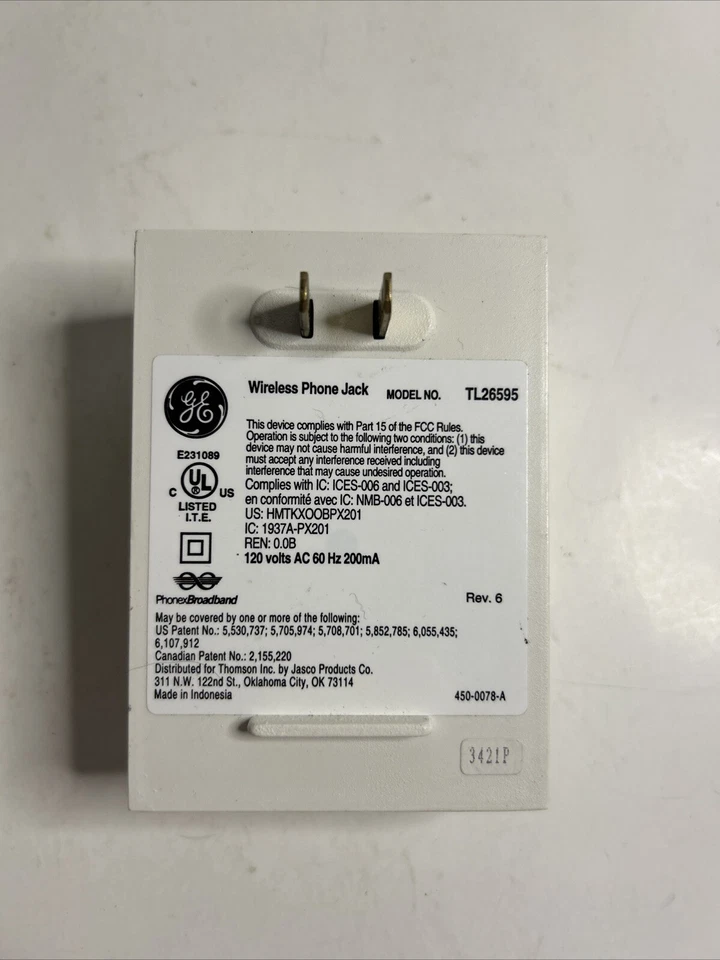 Wireless Phone Jack MODEL NO. TL26595
GE
This device complies with Part 15 of the FCC Rules.
Operation is subject to the following two conditions: (1) this
device may not cause harmful interference, and (2) this device
must accept any interference received including
interference that may cause undesired operation.
Complies with IC: ICES-006 and ICES-003;
en conformité avec IC: NMB-006 et ICES-003.
US: HMTKXOOBPX201
IC: 1937A-PX201
REN: 0.0B
120 volts AC 60 Hz 200mA
E231089
C UL US
LISTED
I.T.E.
PhonexBroadband
Rev. 6
May be covered by one or more of the following:
US Patent No.: 5,530,737; 5,705,974; 5,708,701; 5,852,785; 6,055,435;
6,107,912
Canadian Patent No.: 2,155,220
Distributed for Thomson Inc. by Jasco Products Co.
311 N.W. 122nd St., Oklahoma City, OK 73114
Made in Indonesia 450-0078-A
3421P